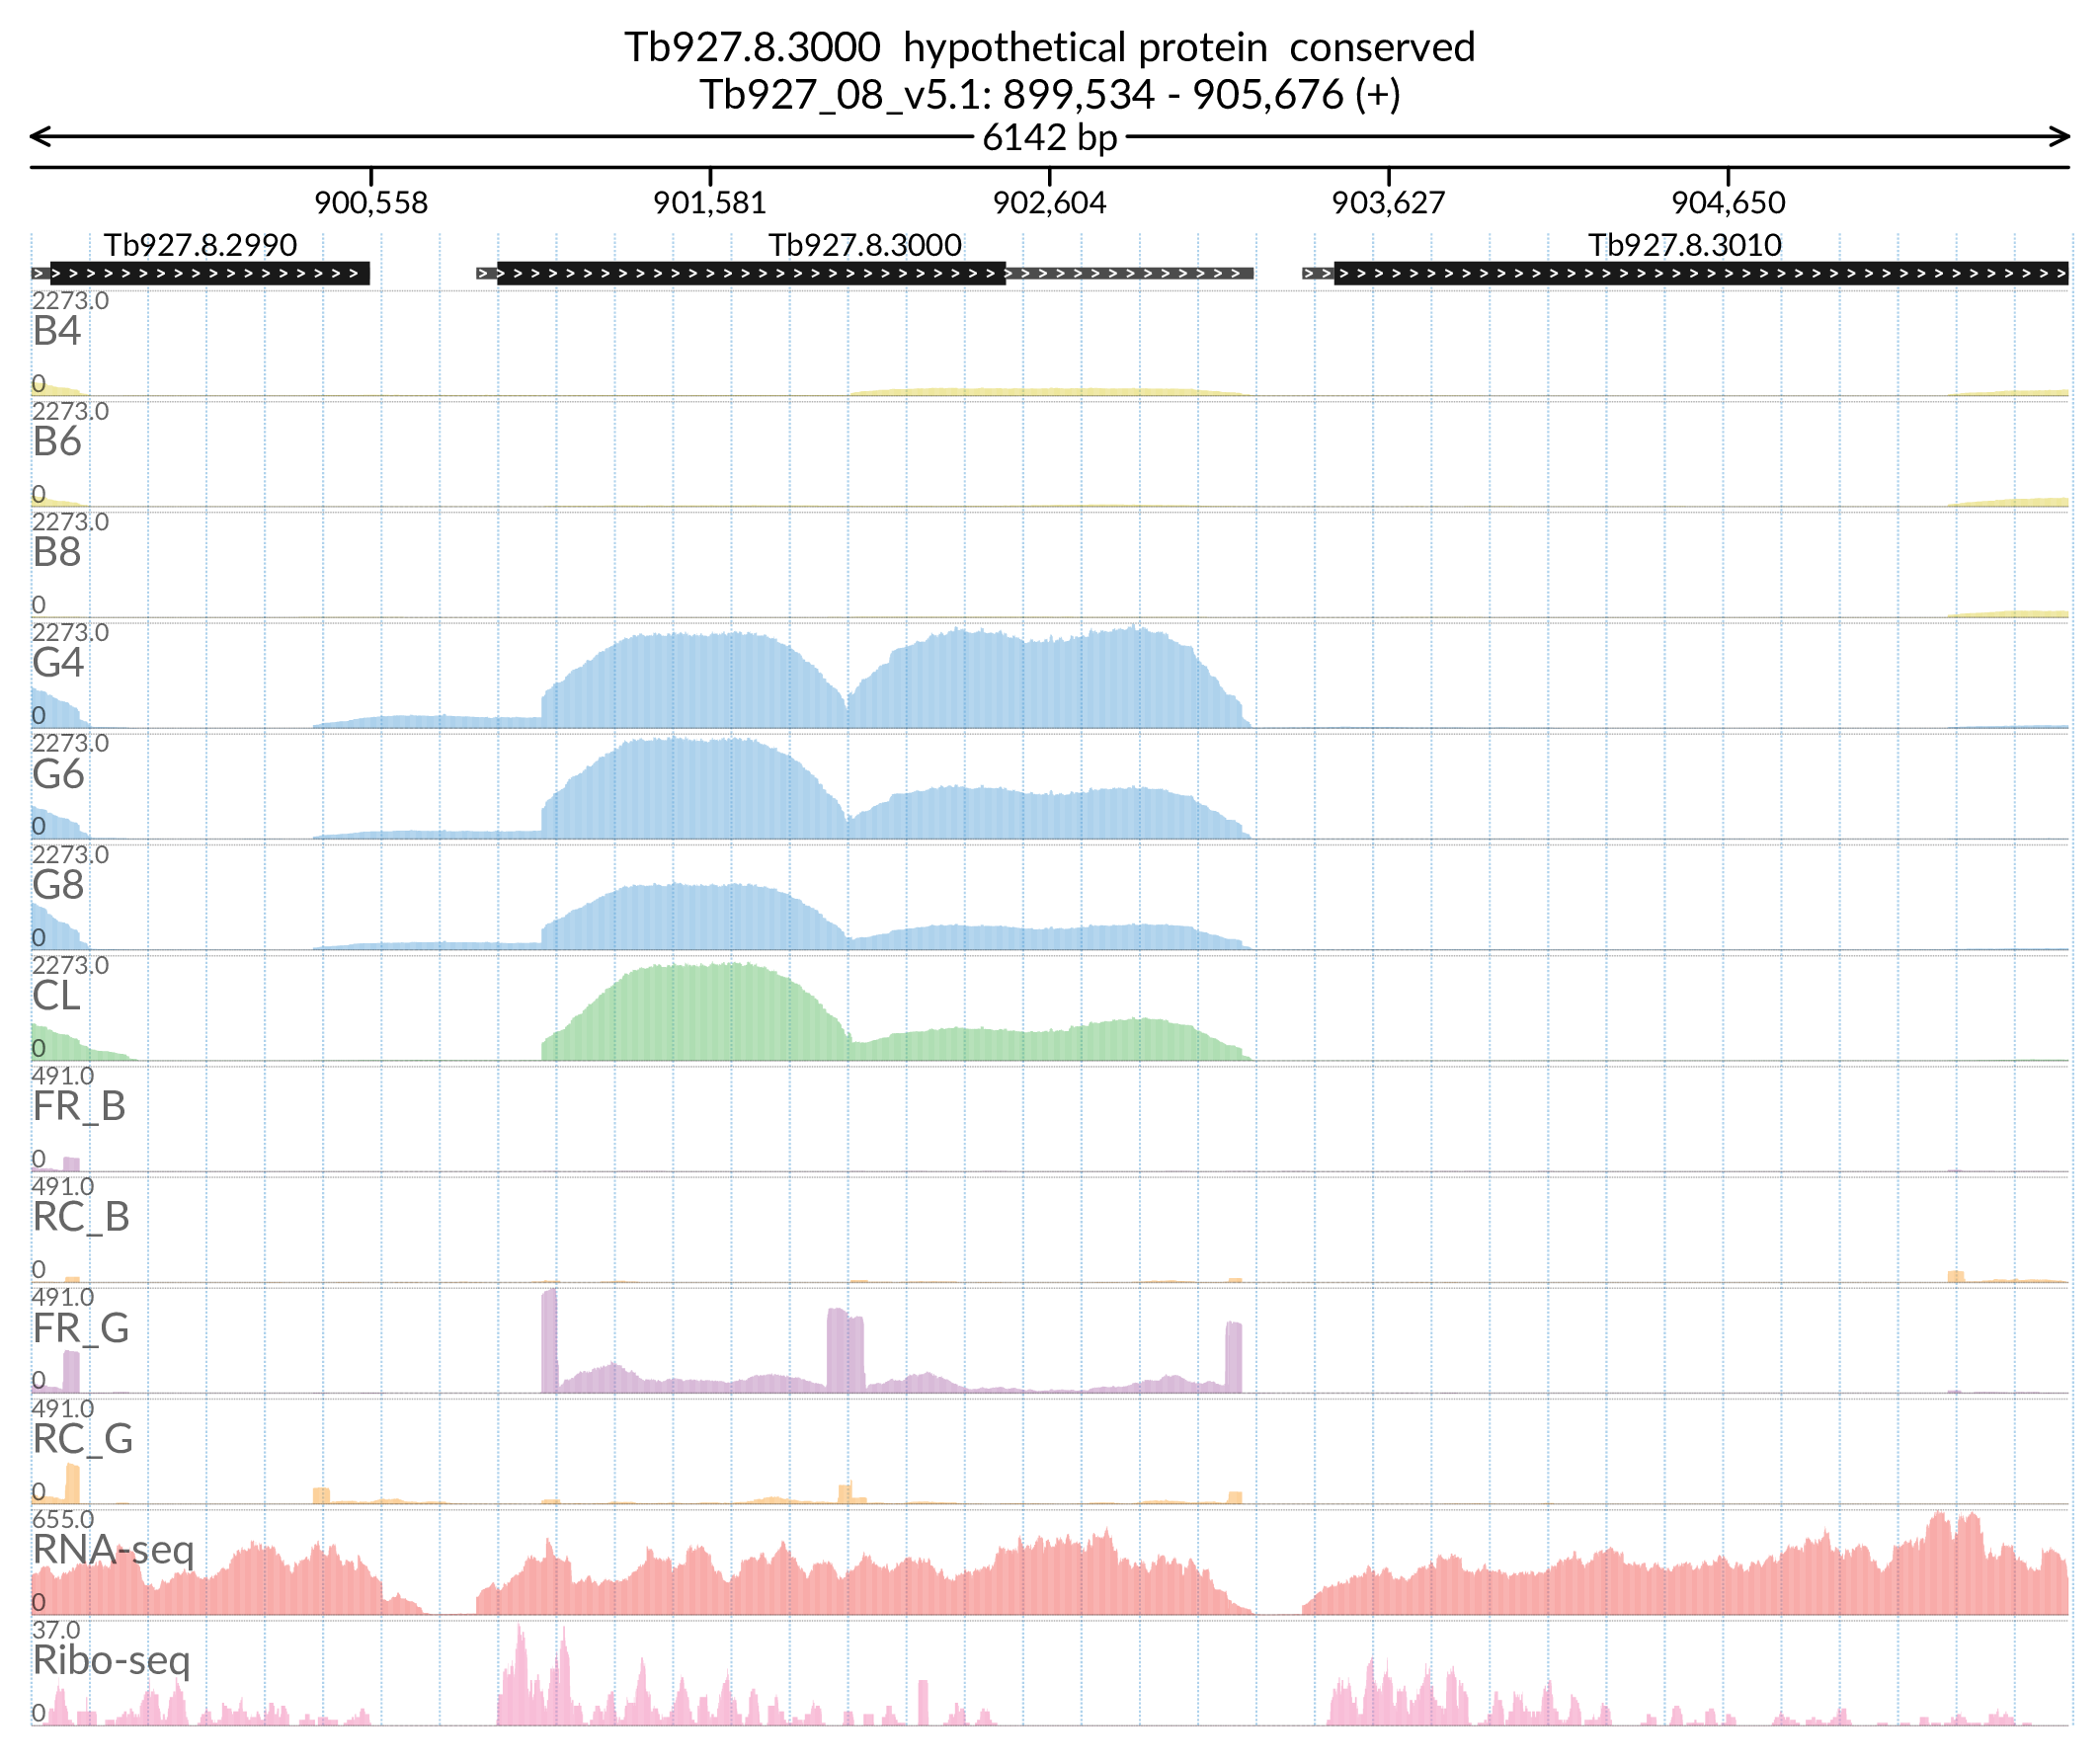 Tb927.8.3000 hypothetical protein conserved
Tb927_08_v5.1: 899,534 - 905,676 (+)
6142 bp
900,558 901,581 902,604 903,627 904,650
Tb927.8.2990 Tb927.8.3000 Tb927.8.3010
2273.0
B4
0
2273.0
B6
0
2273.0
B8
0
2273.0
G4
0
2273.0
G6
0
2273.0
G8
0
2273.0
CL
0
491.0
FR_B
0
491.0
RC_B
0
491.0
FR_G
0
491.0
RC_G
0
655.0
RNA-seq
0
37.0
Ribo-seq
0